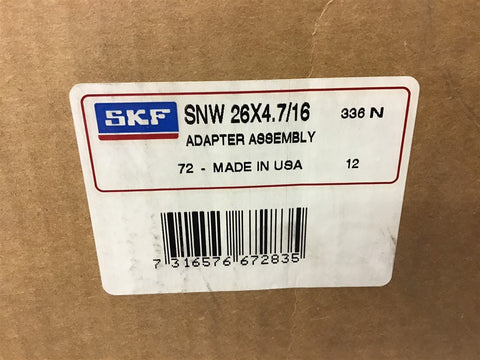 SKF SNW 26X4.7/16 336 N
ADAPTER ASSEMBLY
72 - MADE IN USA 12
7 316576 672835